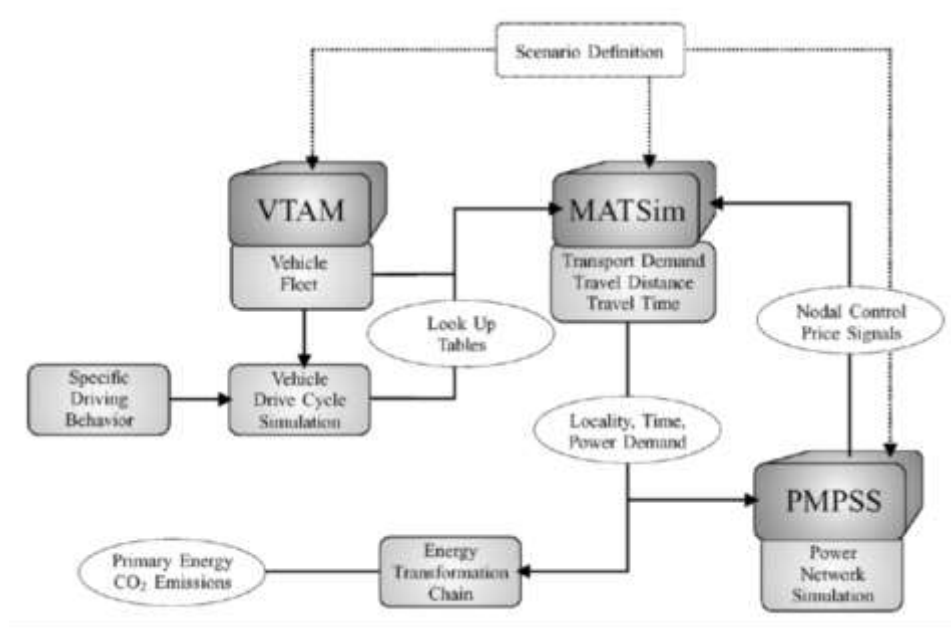 Scenario Definition
VTAM
MATSim
Vehicle
Fleet
Transport Demand
Travel Distance
Travel Time
Look Up
Tables
Nodal Control
Price Signals
Specific
Driving
Behavior
Vehicle
Drive Cycle
Simulation
Locality, Time,
Power Demand
PMPSS
Power
Network
Simulation
Energy
Transformation
Chain
Primary Energy
CO₂ Emissions